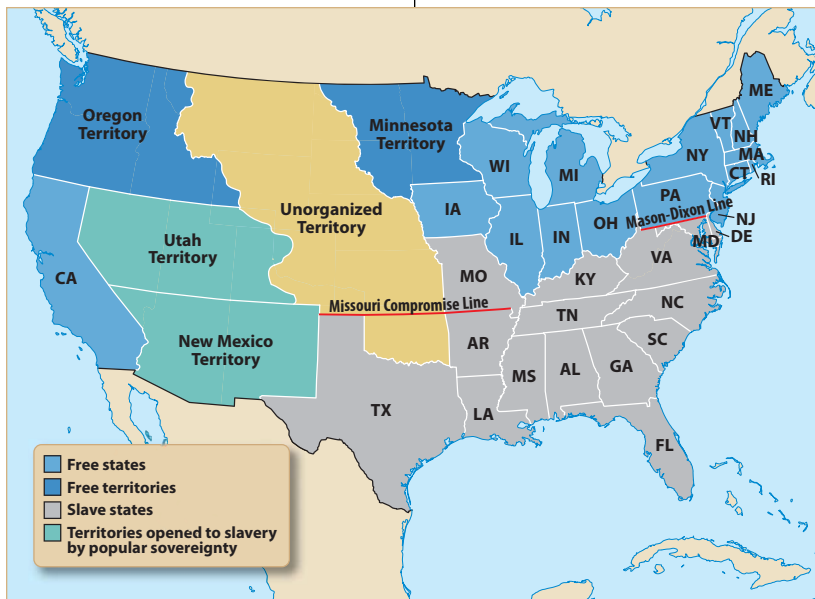 ME
VT
NH
Oregon
Territory
Minnesota
Territory
NY
MA
WI
MI
CT
RI
PA
Mason-Dixon Line
NJ
IA
Unorganized
Territory
OH
IL
IN
DE
MD
Utah
Territory
VA
CA
MO
KY
Missouri Compromise Line
NC
TN
New Mexico
Territory
AR
SC
MS
AL
GA
TX
LA
FL
Free states
Free territories
Slave states
Territories opened to slavery
by popular sovereignty